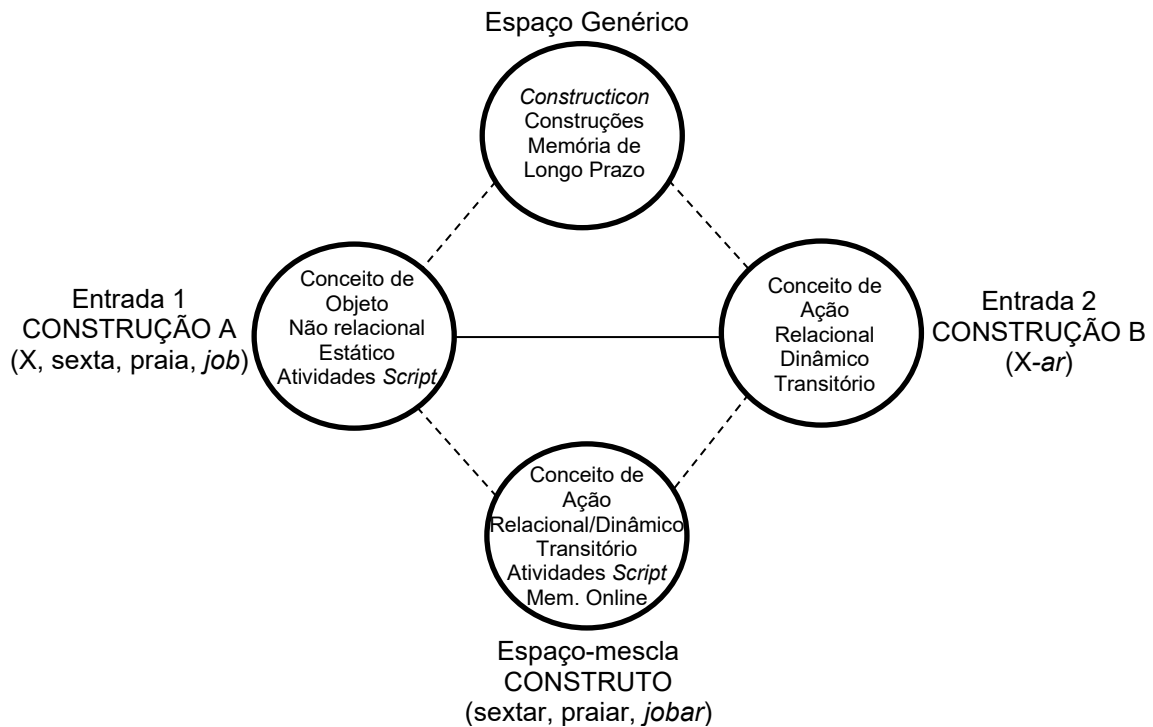 Espaço Genérico
Constructicon
Construções
Memória de
Longo Prazo
Entrada 1
CONSTRUÇÃO A
(X, sexta, praia, job)
Conceito de
Objeto
Não relacional
Estático
Atividades Script
Conceito de
Ação
Relacional
Dinâmico
Transitório
Entrada 2
CONSTRUÇÃO B
(X-ar)
Conceito de
Ação
Relacional/Dinâmico
Transitório
Atividades Script
Mem. Online
Espaço-mescla
CONSTRUTO
(sextar, praiar, jobar)